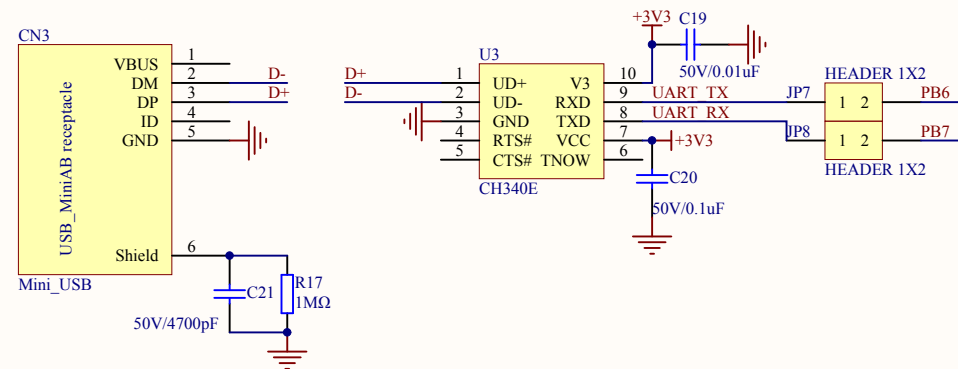 CN3
VBUS 1
DM 2 D-
DP 3 D+
ID 4
GND 5
USB_MiniAB receptacle
Shield 6
Mini_USB
C21
50V/4700pF
R17
1MΩ
U3
D+ 1 UD+
D- 2 UD-
3 GND
4 RTS#
5 CTS#
V3 10
RXD 9 UART_TX
TXD 8 UART_RX
VCC 7 +3V3
TNOW 6
CH340E
+3V3
C19
50V/0.01uF
C20
50V/0.1uF
HEADER 1X2
JP7 1 2 PB6
JP8 1 2 PB7
HEADER 1X2